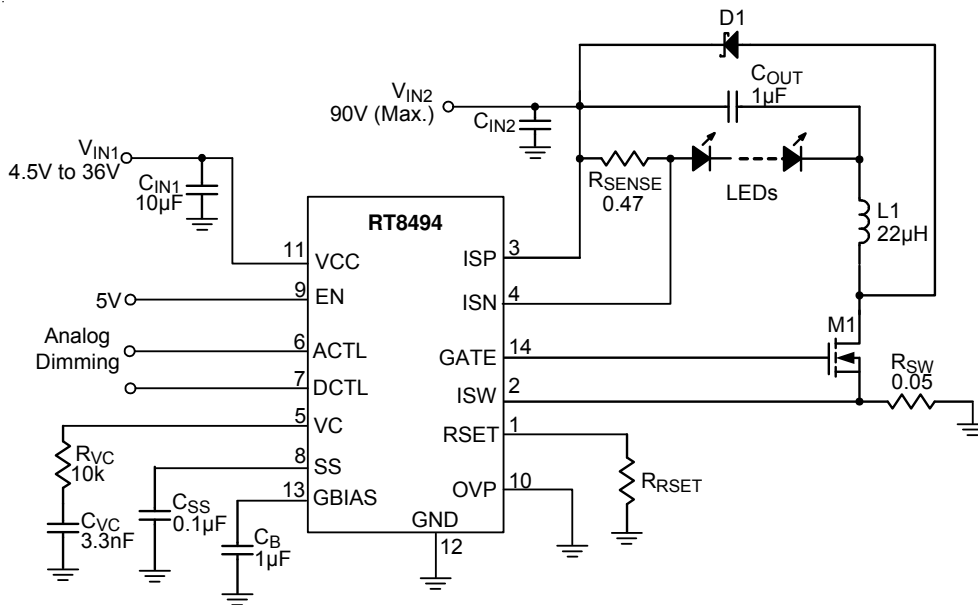 D1
COUT
1µF
VIN2
90V (Max.)
CIN2
VIN1
4.5V to 36V
CIN1
10µF
RSENSE
0.47
LEDs
L1
22µH
RT8494
11
VCC
ISP
3
9
EN
5V
ISN
4
Analog
Dimming
6
ACTL
7
DCTL
GATE
14
M1
RSW
0.05
ISW
2
5
VC
RSET
1
RVC
10k
8
SS
RRSET
13
GBIAS
OVP
10
CVC
3.3nF
CSS
0.1µF
CB
1µF
GND
12